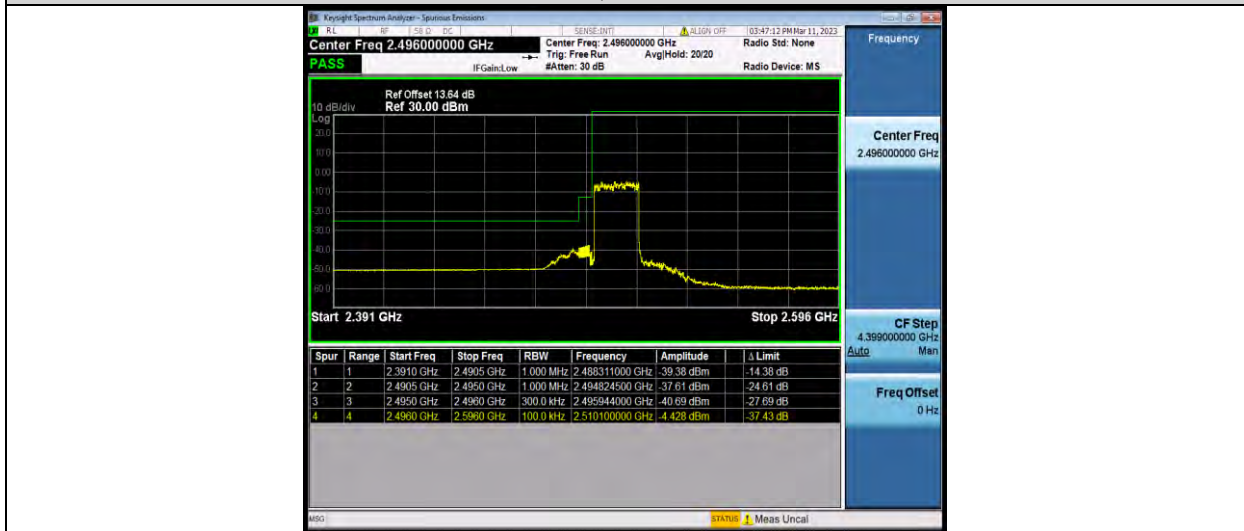 Keysight Spectrum Analyzer - Spurious Emissions
RL RF 50 Ω DC SENSE:INT ALIGN OFF 03:47:12 PM Mar 11, 2023
Center Freq 2.496000000 GHz Center Freq: 2.496000000 GHz Radio Std: None
Trig: Free Run Avg|Hold: 20/20
PASS IFGain:Low #Atten: 30 dB Radio Device: MS
Ref Offset 13.64 dB
10 dB/div Ref 30.00 dBm
Log
20.0
10.0
0.00
-10.0
-20.0
-30.0
-40.0
-50.0
-60.0
Start 2.391 GHz Stop 2.596 GHz
Spur Range Start Freq Stop Freq RBW Frequency Amplitude Δ Limit
1 1 2.3910 GHz 2.4905 GHz 1.000 MHz 2.488311000 GHz -39.38 dBm -14.38 dB
2 2 2.4905 GHz 2.4950 GHz 1.000 MHz 2.494824500 GHz -37.61 dBm -24.61 dB
3 3 2.4950 GHz 2.4960 GHz 300.0 kHz 2.495944000 GHz -40.69 dBm -27.69 dB
4 4 2.4960 GHz 2.5960 GHz 100.0 kHz 2.510100000 GHz -4.428 dBm -37.43 dB
Frequency
Center Freq
2.496000000 GHz
CF Step
4.399000000 GHz
Auto Man
Freq Offset
0 Hz
MSG STATUS Meas Uncal